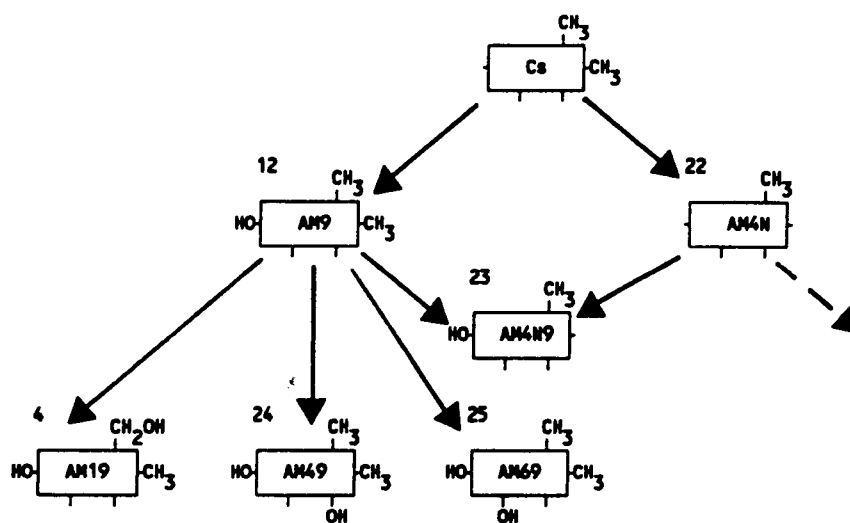 CH3
Cs -CH3
12 22
CH3 CH3
HO- AM9 -CH3 AM4N
23
CH3
HO- AM4N9
4 24 25
CH2OH CH3 CH3
HO- AM19 -CH3 HO- AM49 -CH3 HO- AM69 -CH3
OH OH